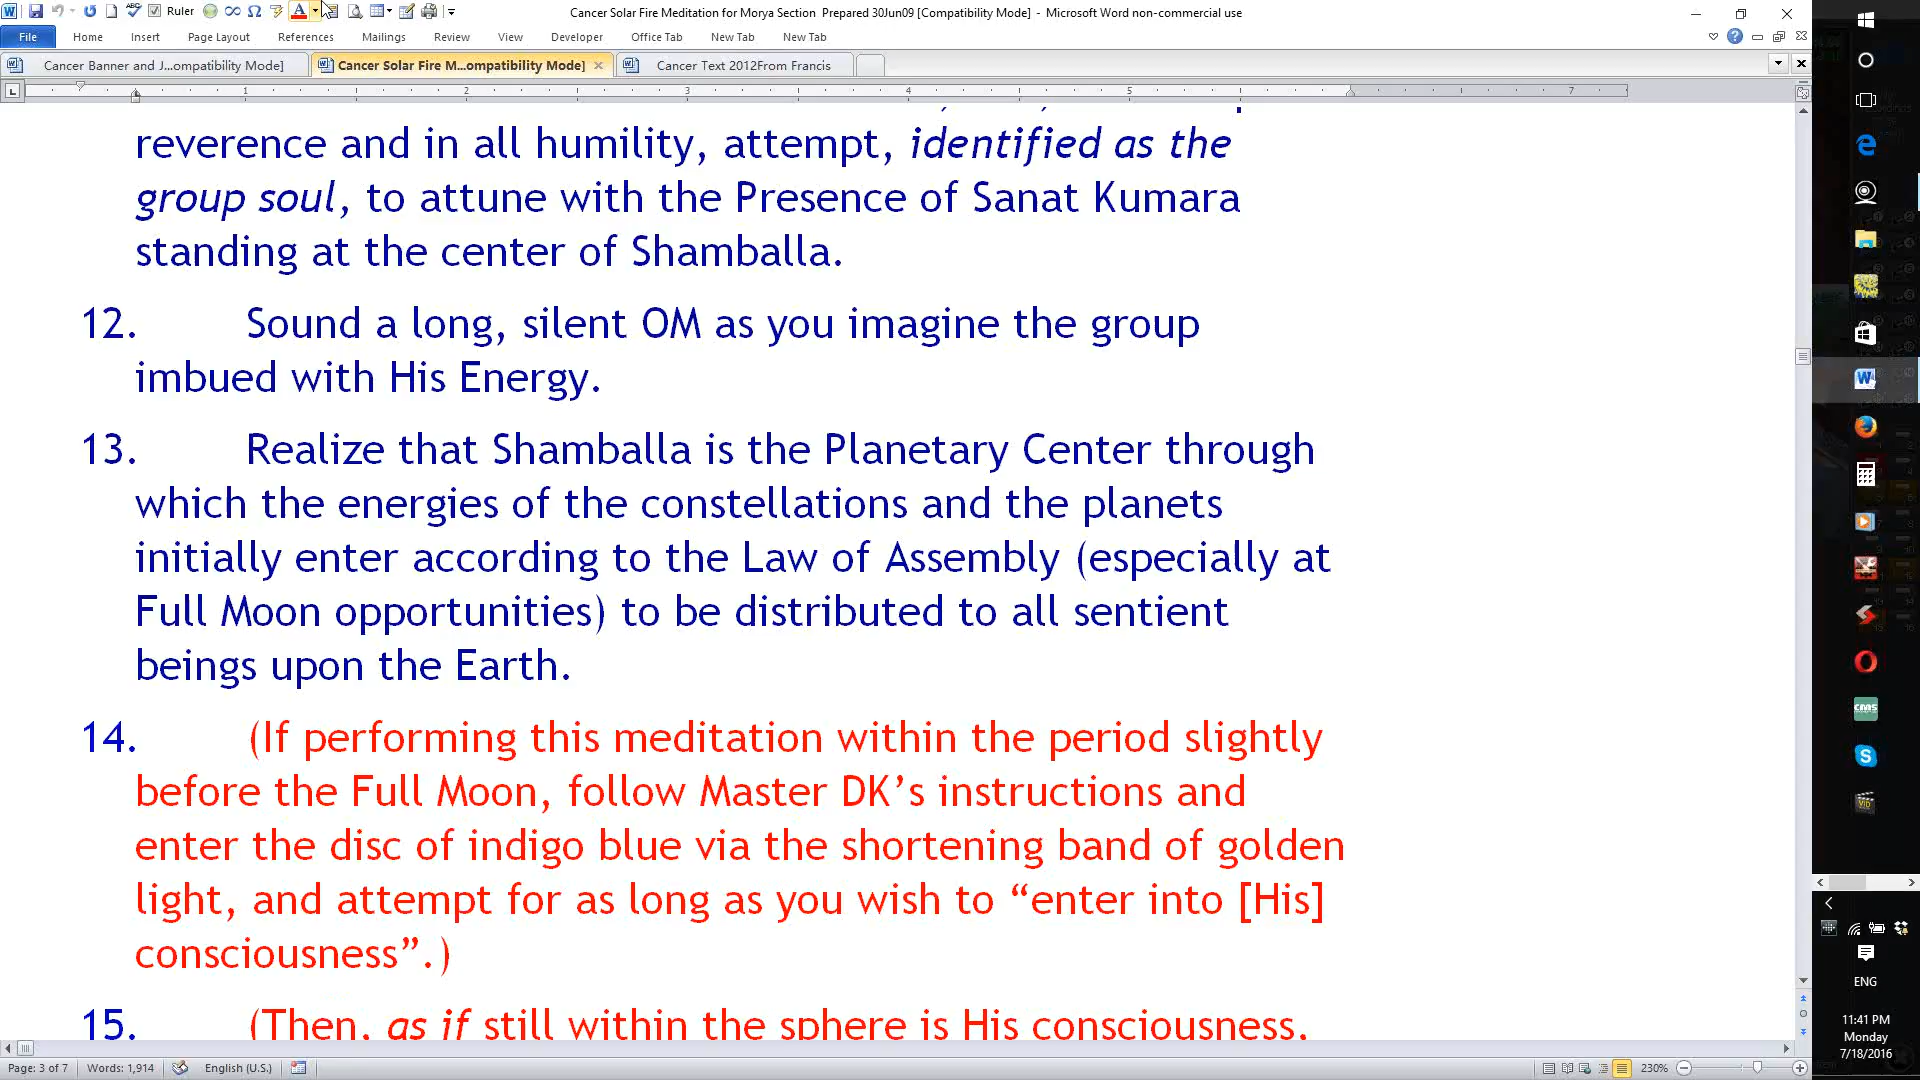 Ruler
Cancer Solar Fire Meditation for Morya Section  Prepared 30Jun09 [Compatibility Mode]  -  Microsoft Word non-commercial use
File Home Insert Page Layout References Mailings Review View Developer Office Tab New Tab New Tab
Cancer Banner and J...ompatibility Mode] Cancer Solar Fire M...ompatibility Mode] Cancer Text 2012From Francis
1 2 3 4 5 7
reverence and in all humility, attempt, identified as the
group soul, to attune with the Presence of Sanat Kumara
standing at the center of Shamballa.
12. Sound a long, silent OM as you imagine the group
imbued with His Energy.
13. Realize that Shamballa is the Planetary Center through
which the energies of the constellations and the planets
initially enter according to the Law of Assembly (especially at
Full Moon opportunities) to be distributed to all sentient
beings upon the Earth.
14. (If performing this meditation within the period slightly
before the Full Moon, follow Master DK’s instructions and
enter the disc of indigo blue via the shortening band of golden
light, and attempt for as long as you wish to “enter into [His]
consciousness”.)
15. (Then, as if still within the sphere is His consciousness,
Page: 3 of 7 Words: 1,914 English (U.S.) 230%
cms
VID
ENG
11:41 PM
Monday
7/18/2016